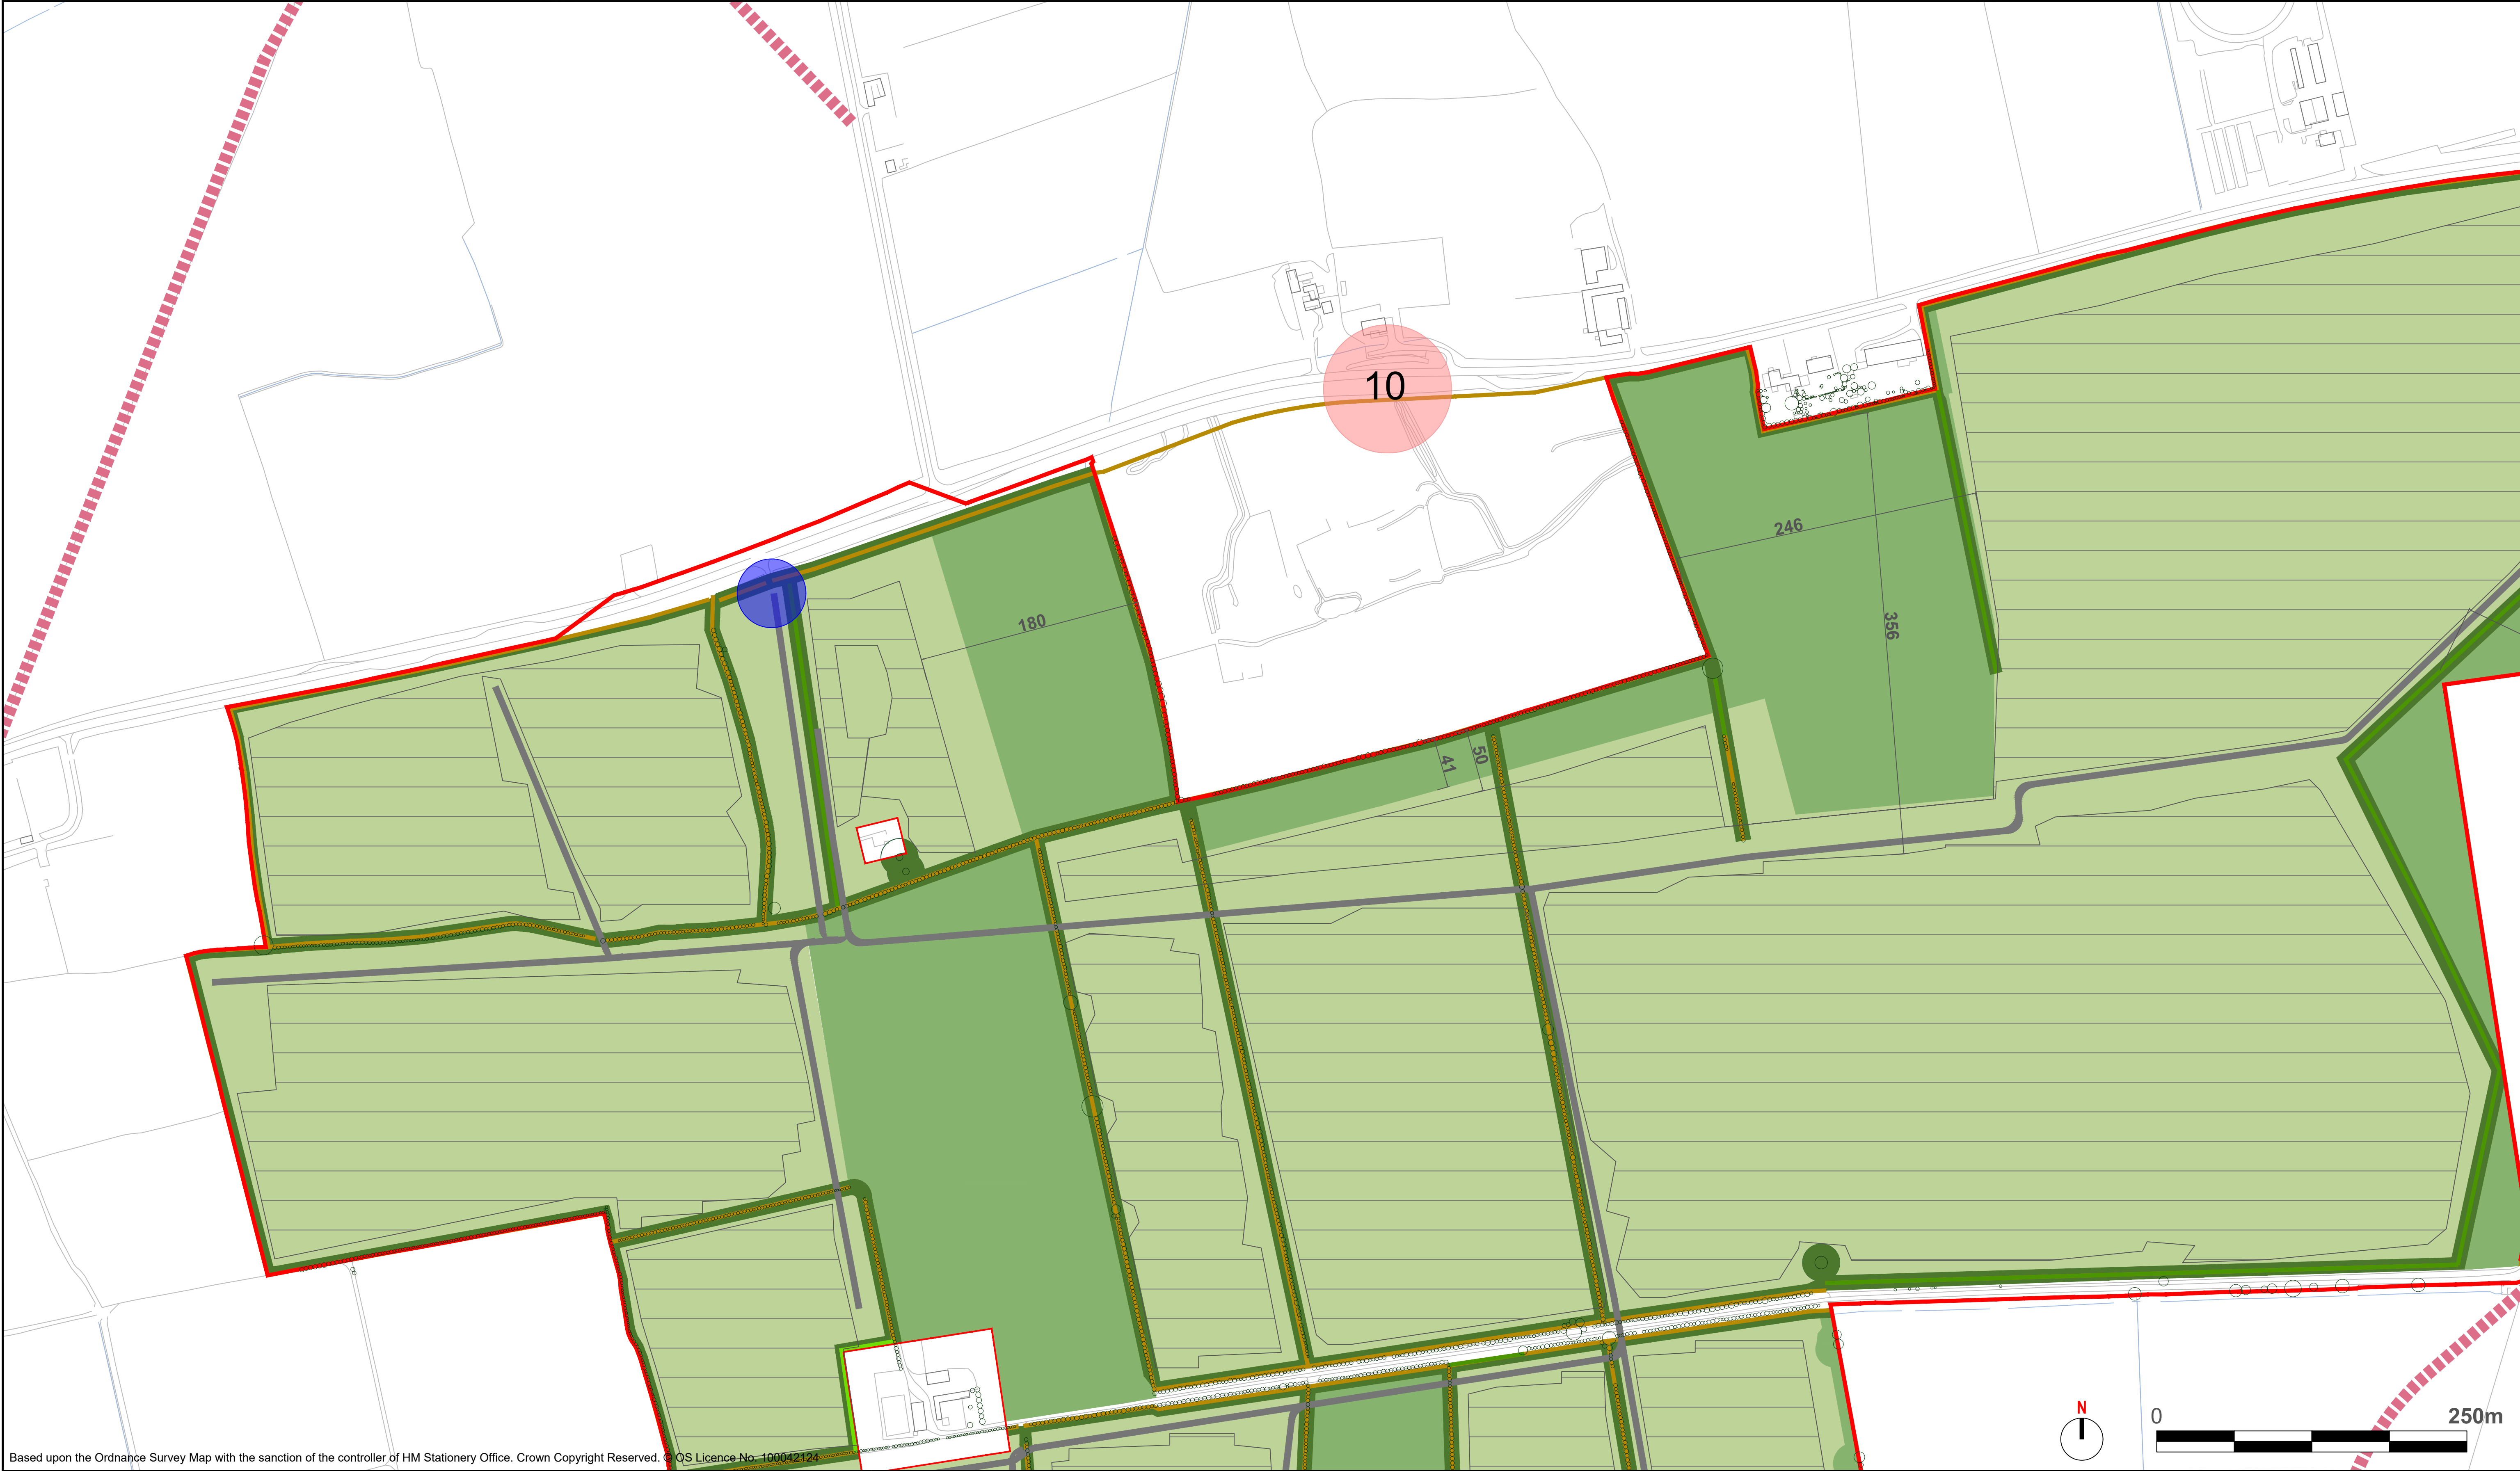 10
246
180
356
50
41
N
0
250m
Based upon the Ordnance Survey Map with the sanction of the controller of HM Stationery Office. Crown Copyright Reserved. © OS Licence No. 100042124